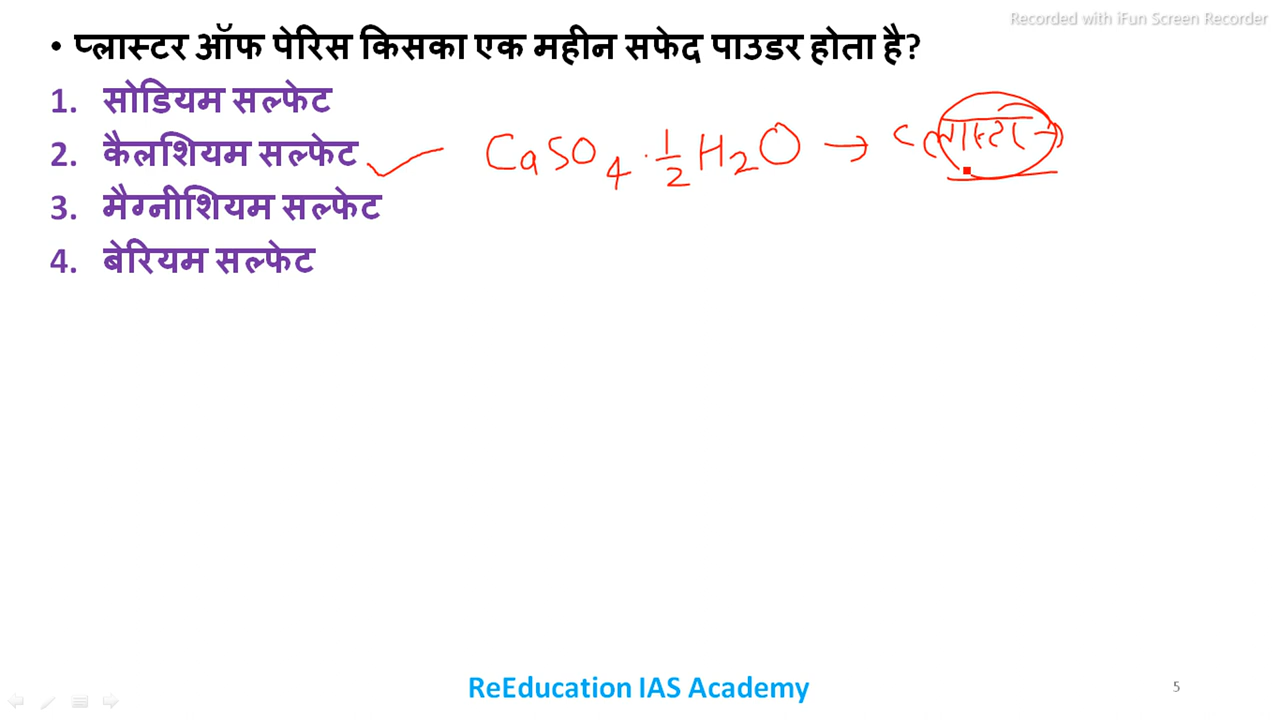 Recorded with iFun Screen Recorder
• प्लास्टर ऑफ पेरिस किसका एक महीन सफेद पाउडर होता है?
1. सोडियम सल्फेट
2. कैलशियम सल्फेट
CaSO4·1/2H2O →
3. मैग्नीशियम सल्फेट
4. बेरियम सल्फेट
ReEducation IAS Academy
5